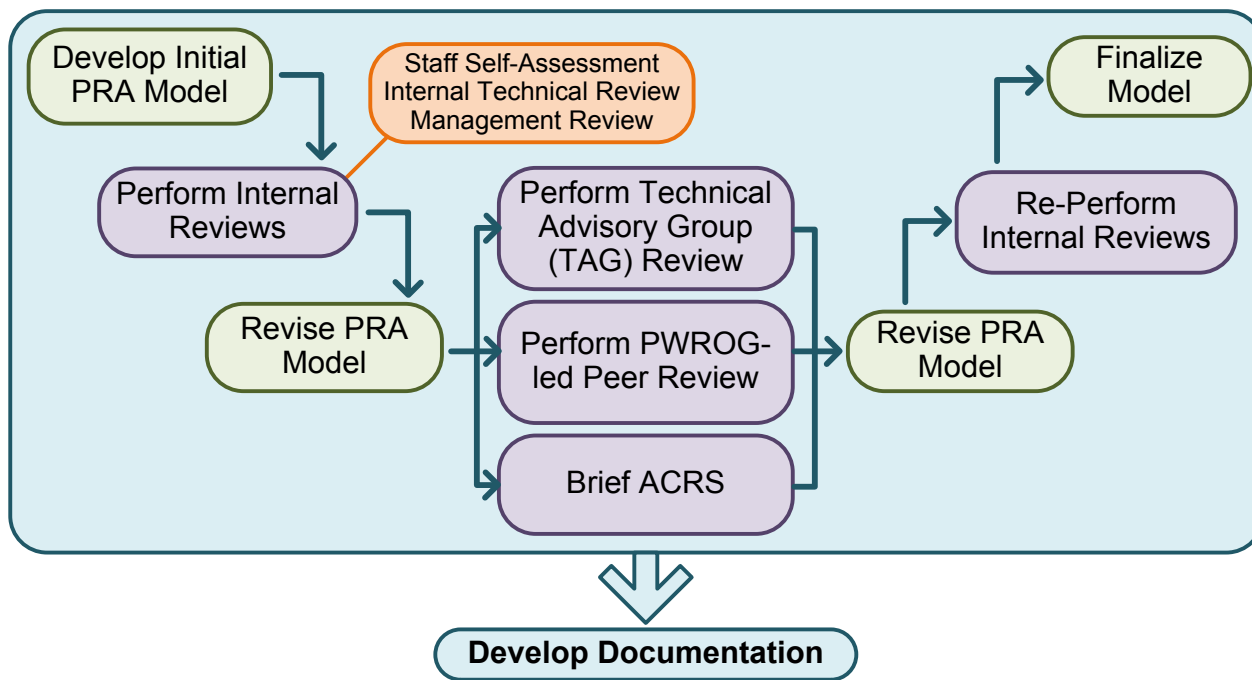 Develop Initial
PRA Model
Staff Self-Assessment
Internal Technical Review
Management Review
Perform Internal
Reviews
Revise PRA
Model
Perform Technical
Advisory Group
(TAG) Review
Perform PWROG-
led Peer Review
Brief ACRS
Revise PRA
Model
Re-Perform
Internal Reviews
Finalize
Model
Develop Documentation